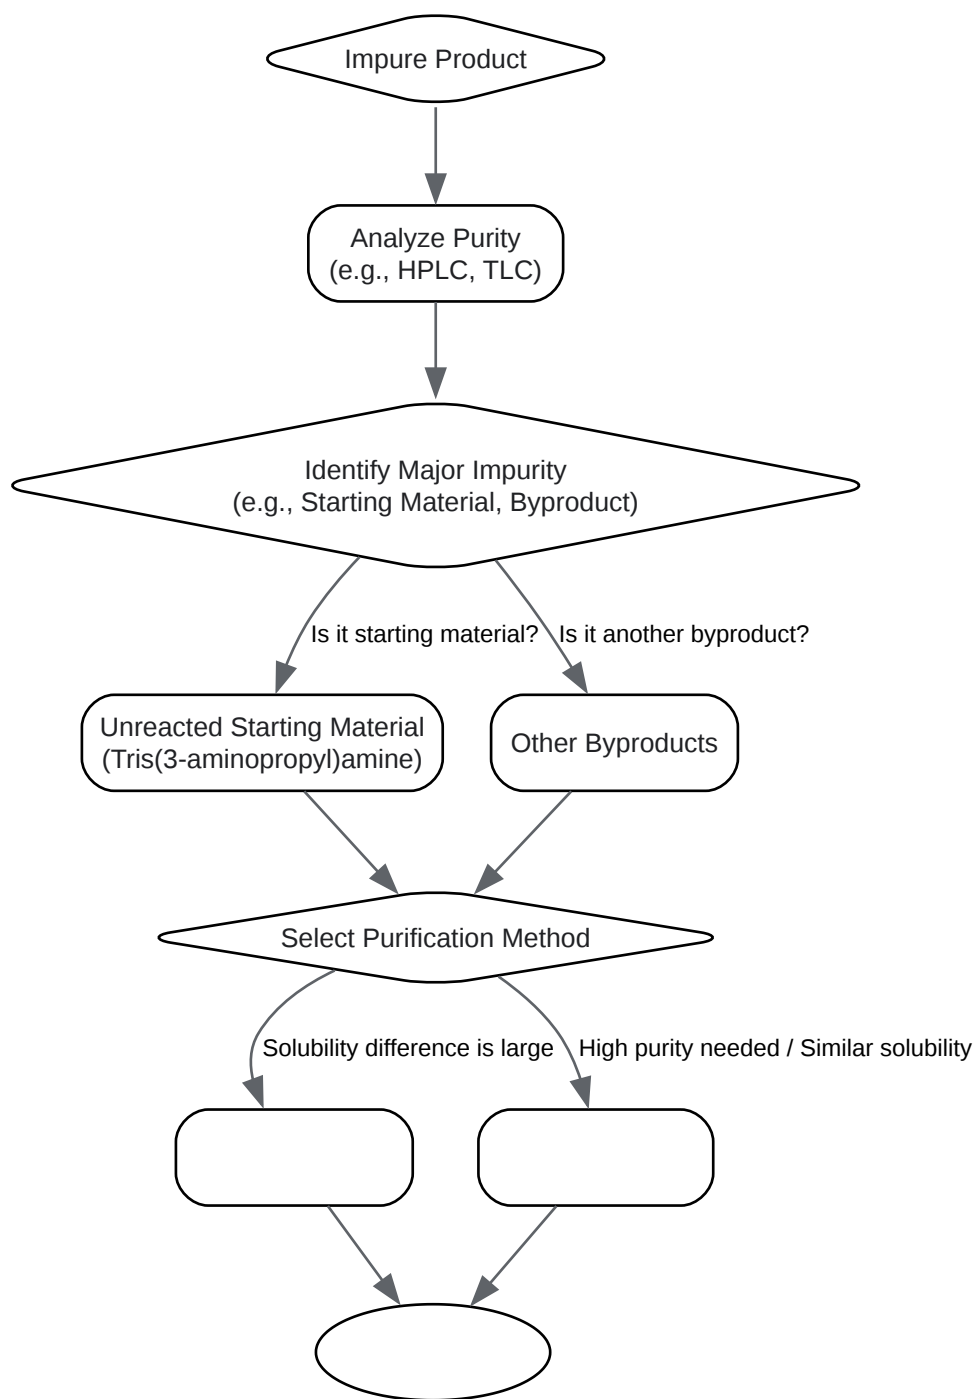 Impure Product
Analyze Purity
(e.g., HPLC, TLC)
Identify Major Impurity
(e.g., Starting Material, Byproduct)
Is it starting material?
Is it another byproduct?
Unreacted Starting Material
(Tris(3-aminopropyl)amine)
Other Byproducts
Select Purification Method
Solubility difference is large
High purity needed / Similar solubility